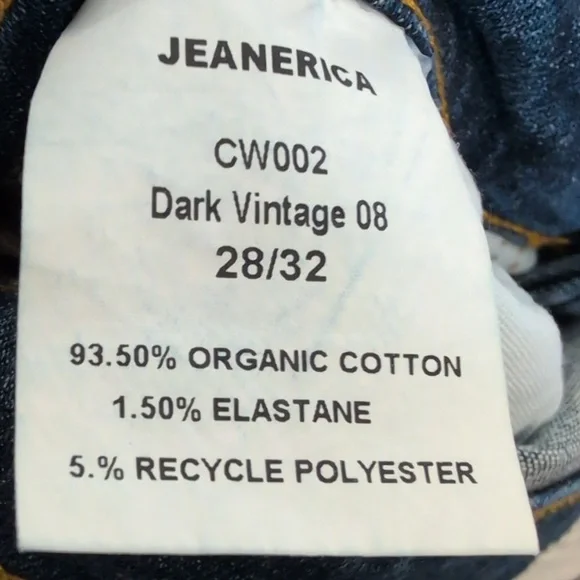 JEANERICA
CW002
Dark Vintage 08
28/32
93.50% ORGANIC COTTON
1.50% ELASTANE
5.% RECYCLE POLYESTER